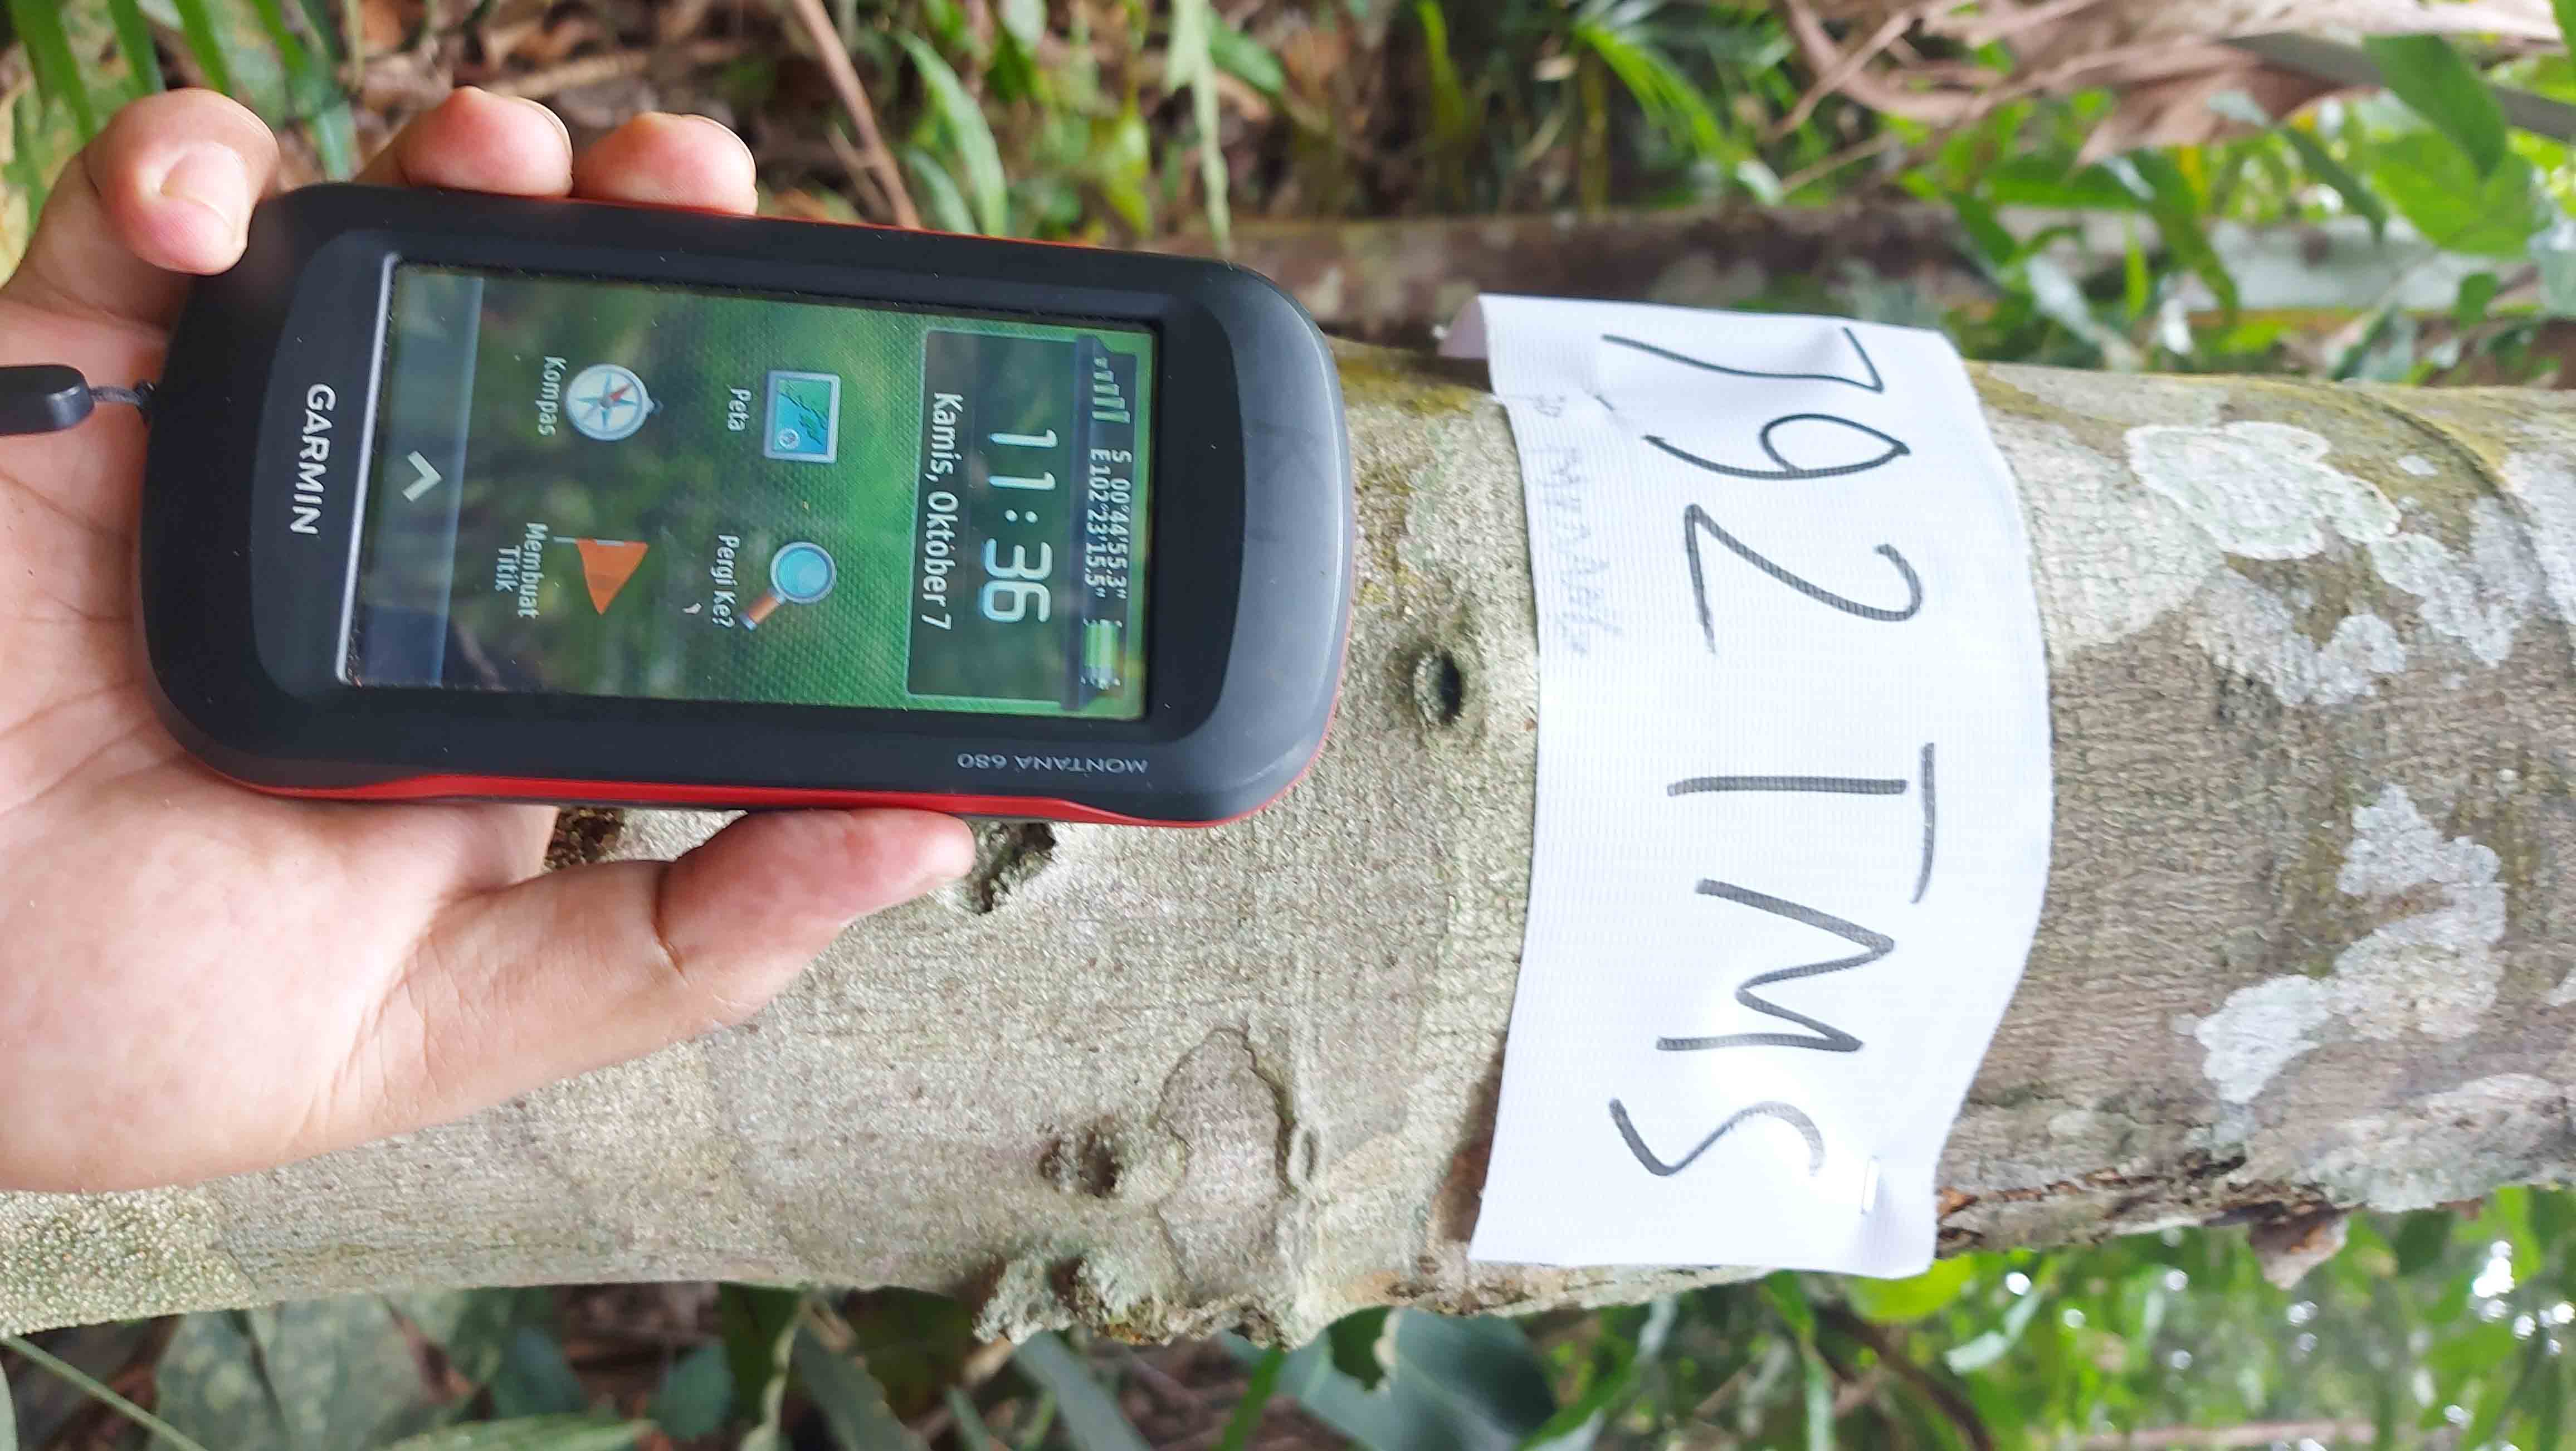 S 00°44'55.3"
E102°23'15.5"
11:36
Kamis, Oktober 7
Peta
Pergi Ke?
Kompas
Membuat
Titik
GARMIN
MONTANA 680
792 TMS